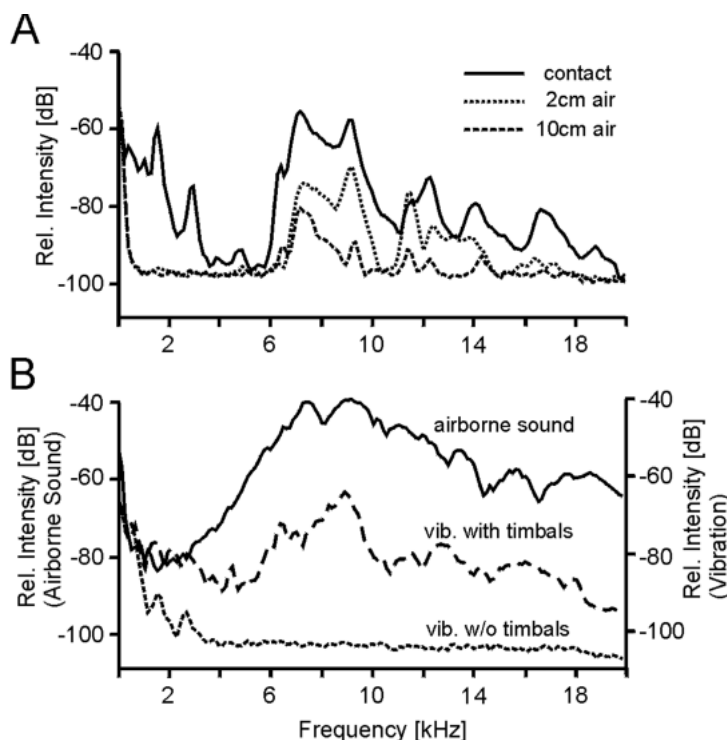 A
-40
-60
-80
-100
Rel. Intensity [dB]
contact
2cm air
10cm air
2 6 10 14 18
B
-40
-60
-80
-100
Rel. Intensity [dB]
(Airborne Sound)
airborne sound
vib. with timbals
vib. w/o timbals
-40
-60
-80
-100
Rel. Intensity [dB]
(Vibration)
2 6 10 14 18
Frequency [kHz]